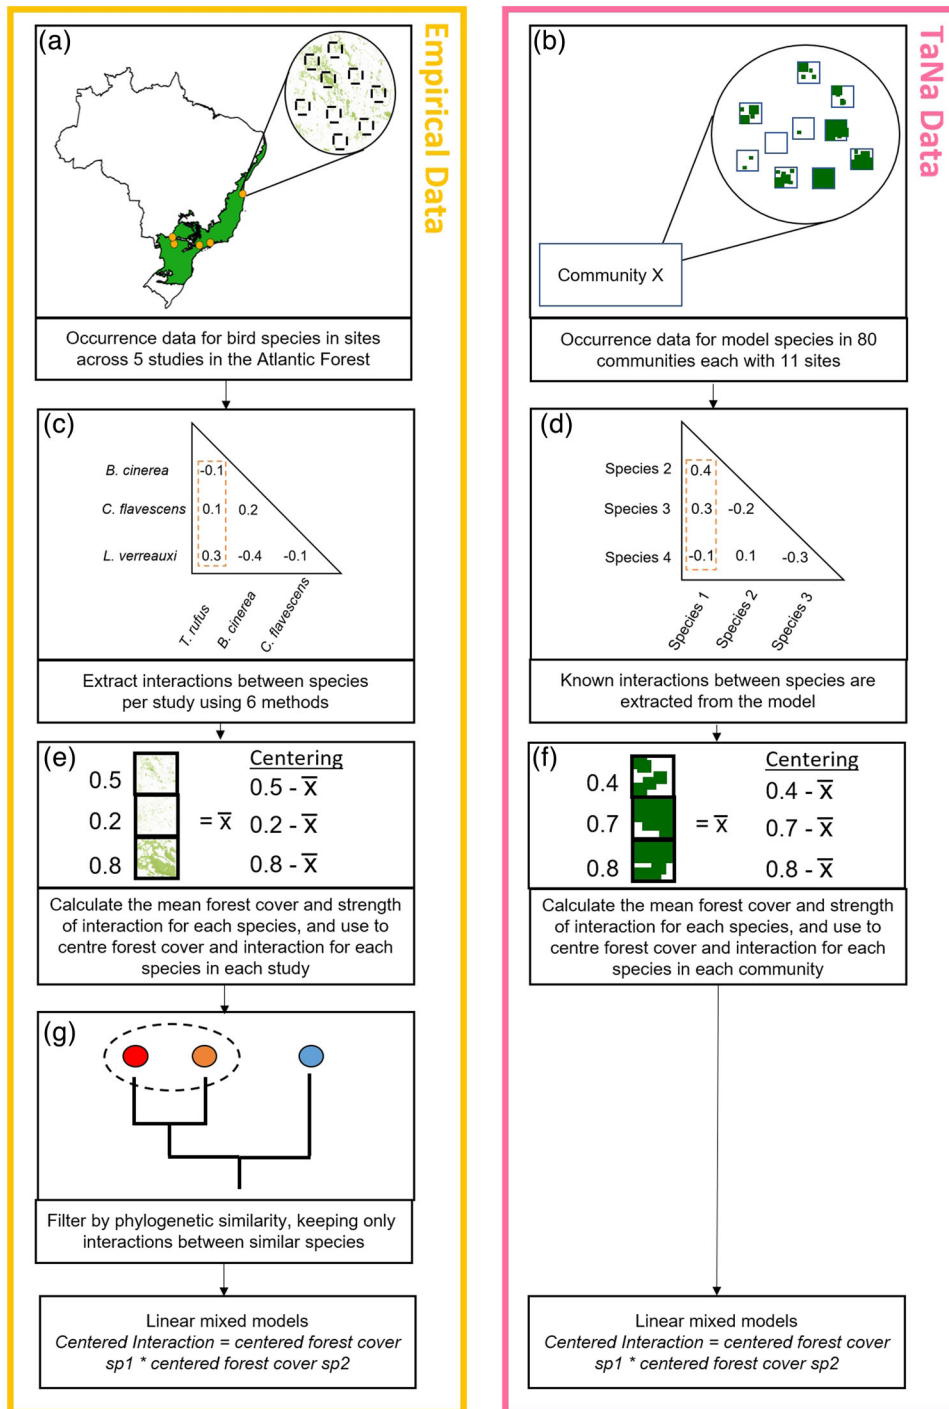 Empirical Data
(a)
Occurrence data for bird species in sites
across 5 studies in the Atlantic Forest
(c)
B. cinerea -0.1
C. flavescens 0.1 0.2
L. verreauxi 0.3 -0.4 -0.1
T. rufus
B. cinerea
C. flavescens
Extract interactions between species
per study using 6 methods
(e)
Centering
0.5 0.5 - x̅
0.2 = x̅ 0.2 - x̅
0.8 0.8 - x̅
Calculate the mean forest cover and strength
of interaction for each species, and use to
centre forest cover and interaction for each
species in each study
(g)
Filter by phylogenetic similarity, keeping only
interactions between similar species
Linear mixed models
Centered Interaction = centered forest cover
sp1 * centered forest cover sp2
TaNa Data
(b)
Community X
Occurrence data for model species in 80
communities each with 11 sites
(d)
Species 2 0.4
Species 3 0.3 -0.2
Species 4 -0.1 0.1 -0.3
Species 1
Species 2
Species 3
Known interactions between species are
extracted from the model
(f)
Centering
0.4 0.4 - x̅
0.7 = x̅ 0.7 - x̅
0.8 0.8 - x̅
Calculate the mean forest cover and strength
of interaction for each species, and use to
centre forest cover and interaction for each
species in each community
Linear mixed models
Centered Interaction = centered forest cover
sp1 * centered forest cover sp2